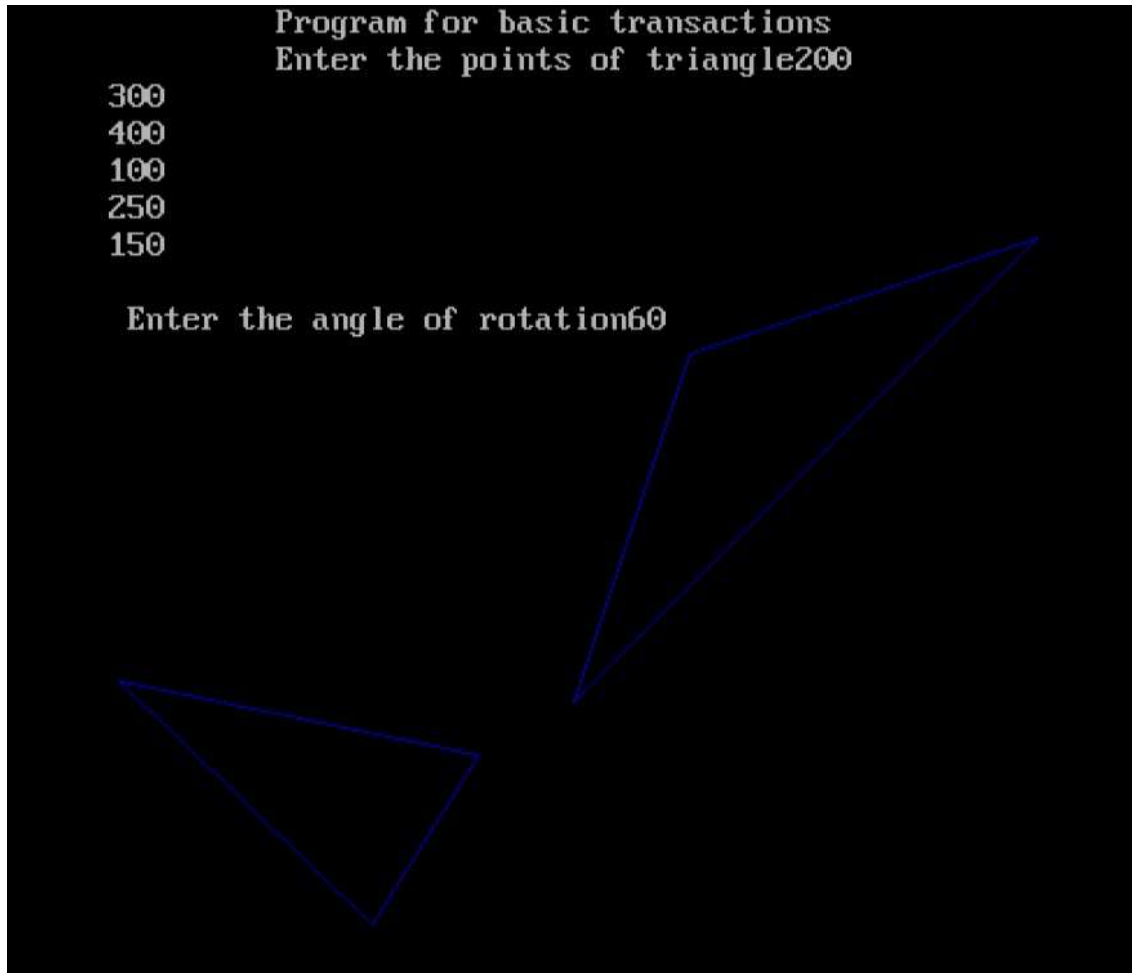 Program for basic transactions
Enter the points of triangle200
300
400
100
250
150
Enter the angle of rotation60